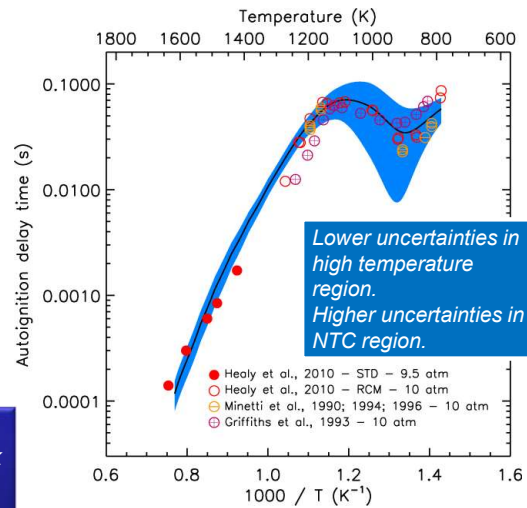 Temperature (K)
1800 1600 1400 1200 1000 800 600
Autoignition delay time (s)
0.1000
0.0100
0.0010
0.0001
Lower uncertainties in
high temperature
region.
Higher uncertainties in
NTC region.
Healy et al., 2010 – STD – 9.5 atm
Healy et al., 2010 – RCM – 10 atm
Minetti et al., 1990; 1994; 1996 – 10 atm
Griffiths et al., 1993 – 10 atm
0.6 0.8 1.0 1.2 1.4 1.6
1000 / T (K⁻¹)